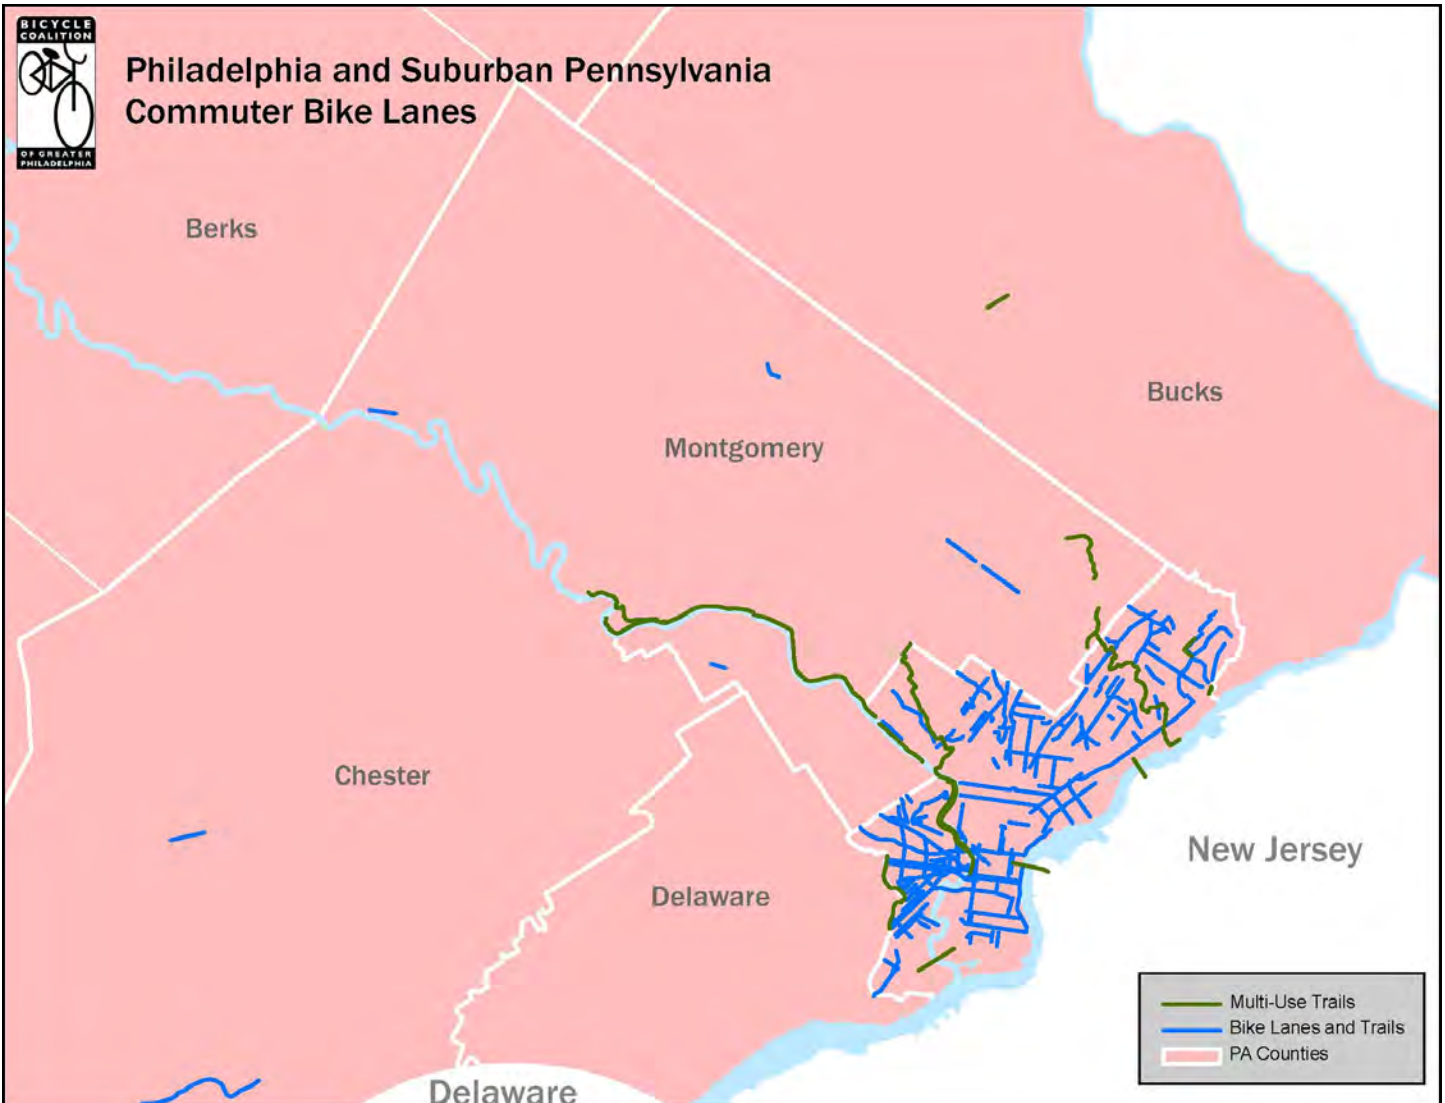 BICYCLE
COALITION
OF GREATER
PHILADELPHIA
Philadelphia and Suburban Pennsylvania
Commuter Bike Lanes
Berks
Bucks
Montgomery
Chester
New Jersey
Delaware
Multi-Use Trails
Bike Lanes and Trails
PA Counties
Delaware